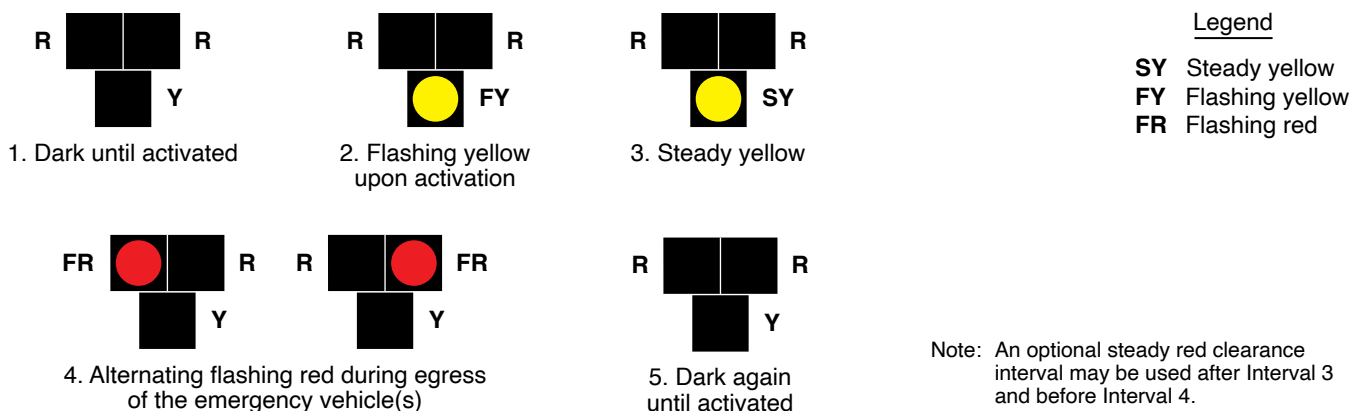 R R
Y
1. Dark until activated
R R
FY
2. Flashing yellow
upon activation
R R
SY
3. Steady yellow
Legend
SY Steady yellow
FY Flashing yellow
FR Flashing red
FR R R FR
Y Y
4. Alternating flashing red during egress
of the emergency vehicle(s)
R R
Y
5. Dark again
until activated
Note: An optional steady red clearance
interval may be used after Interval 3
and before Interval 4.